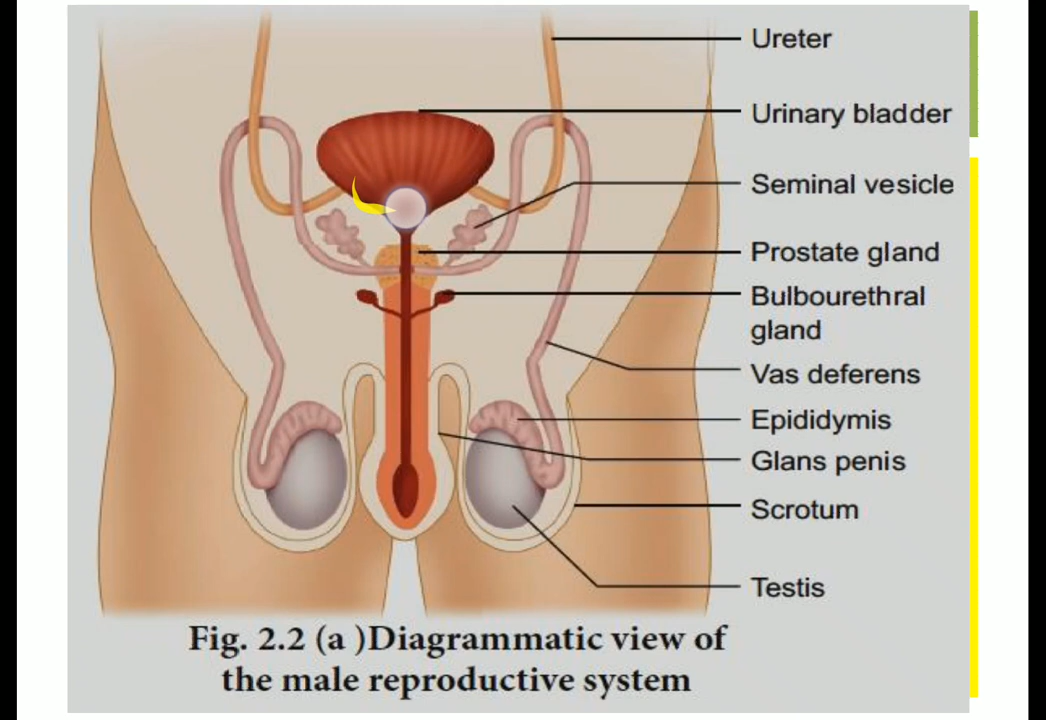 Ureter
Urinary bladder
Seminal vesicle
Prostate gland
Bulbourethral
gland
Vas deferens
Epididymis
Glans penis
Scrotum
Testis
Fig. 2.2 (a )Diagrammatic view of
the male reproductive system